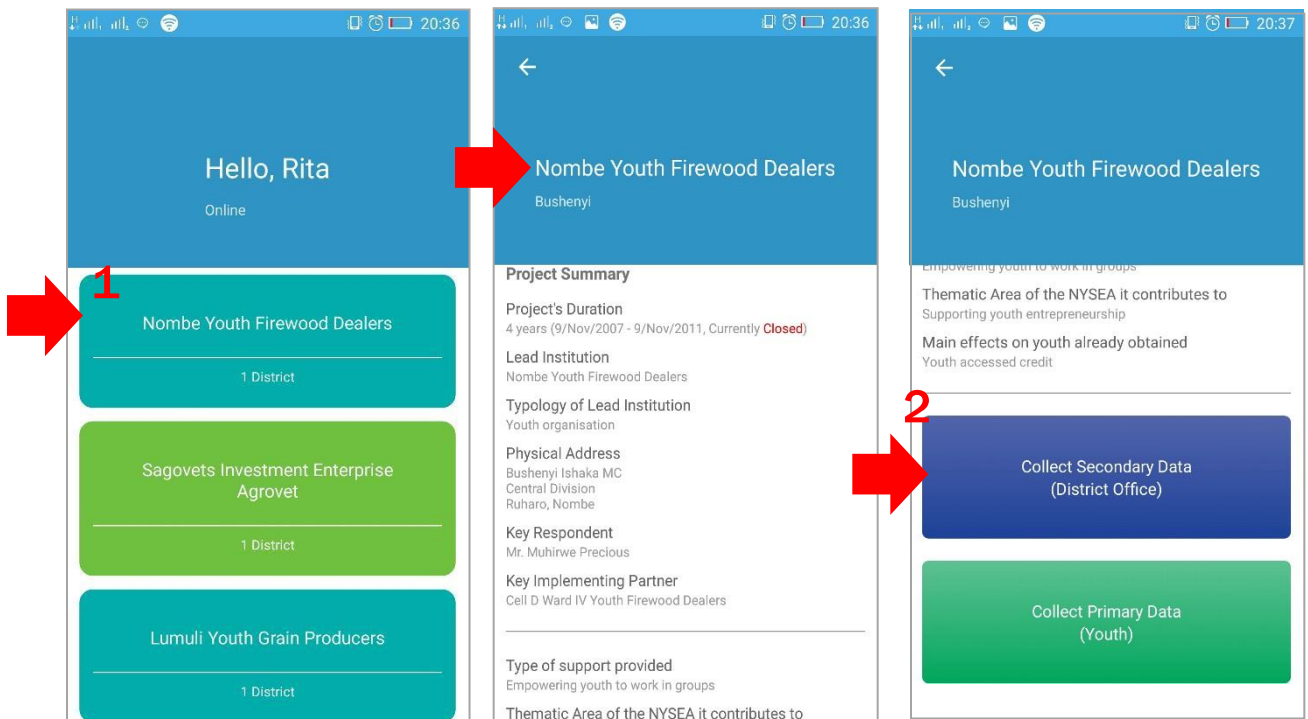 20:36
Hello, Rita
Online
1
Nombe Youth Firewood Dealers
1 District
Sagovets Investment Enterprise
Agrovet
1 District
Lumuli Youth Grain Producers
1 District
20:36
Nombe Youth Firewood Dealers
Bushenyi
Project Summary
Project's Duration
4 years (9/Nov/2007 - 9/Nov/2011, Currently Closed)
Lead Institution
Nombe Youth Firewood Dealers
Typology of Lead Institution
Youth organisation
Physical Address
Bushenyi Ishaka MC
Central Division
Ruharo, Nombe
Key Respondent
Mr. Muhirwe Precious
Key Implementing Partner
Cell D Ward IV Youth Firewood Dealers
Type of support provided
Empowering youth to work in groups
Thematic Area of the NYSEA it contributes to
20:37
Nombe Youth Firewood Dealers
Bushenyi
Empowering youth to work in groups
Thematic Area of the NYSEA it contributes to
Supporting youth entrepreneurship
Main effects on youth already obtained
Youth accessed credit
2
Collect Secondary Data
(District Office)
Collect Primary Data
(Youth)